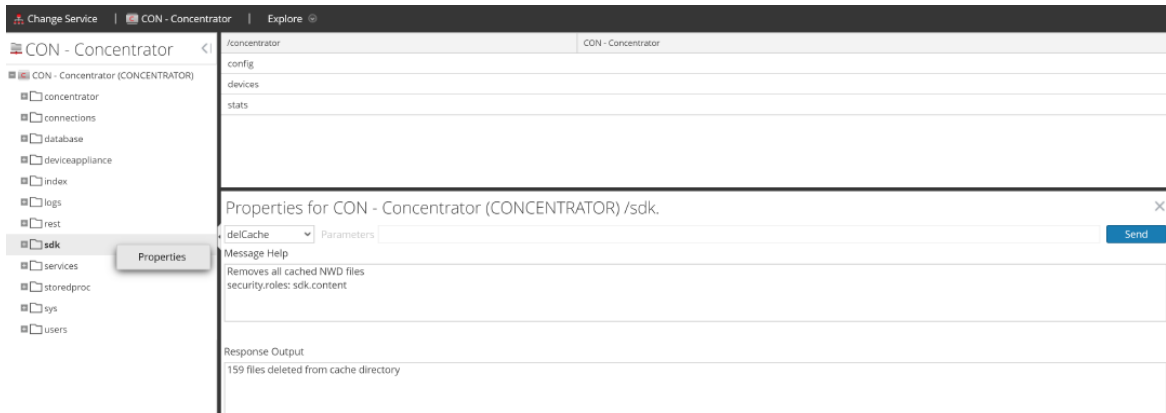 Change Service | CON - Concentrator | Explore
CON - Concentrator
CON - Concentrator (CONCENTRATOR)
concentrator
connections
database
deviceappliance
index
logs
rest
sdk
services
storedproc
sys
users
Properties
/concentrator CON - Concentrator
config
devices
stats
Properties for CON - Concentrator (CONCENTRATOR) /sdk.
delCache Parameters Send
Message Help
Removes all cached NWD files
security.roles: sdk.content
Response Output
159 files deleted from cache directory